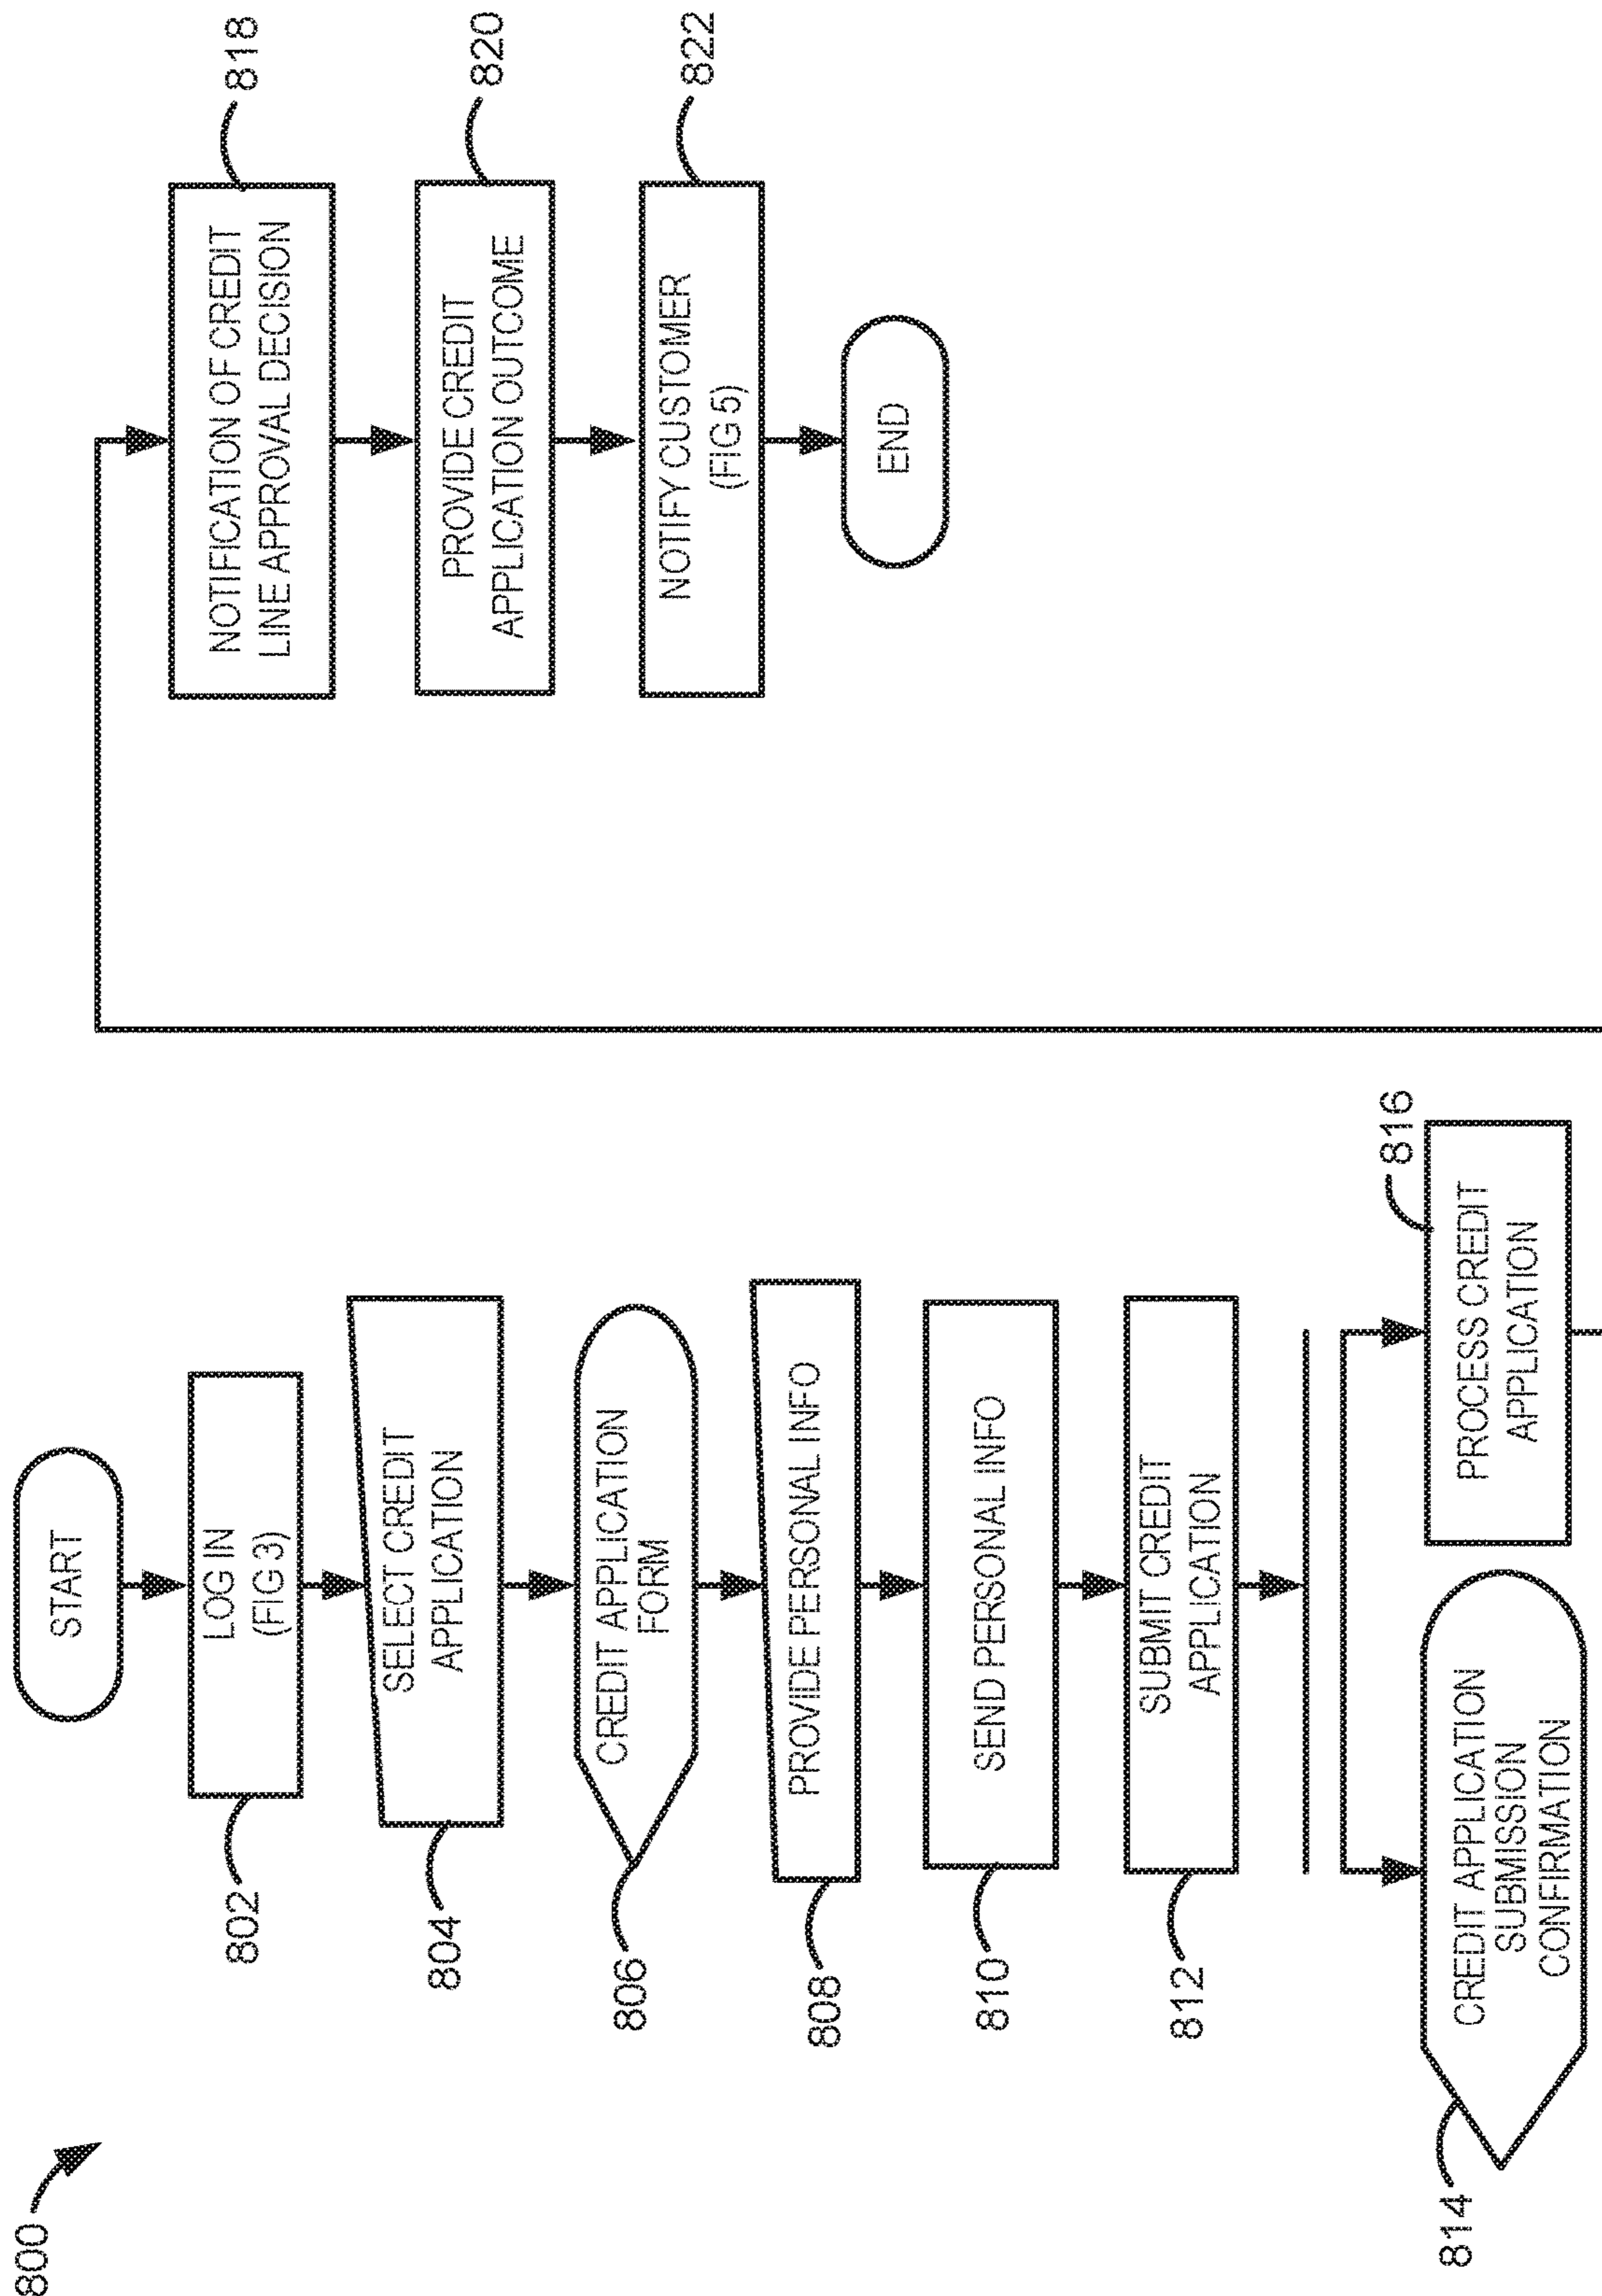 800
START
LOG IN
(FIG 3)
802
SELECT CREDIT
APPLICATION
804
CREDIT APPLICATION
FORM
806
PROVIDE PERSONAL INFO
808
SEND PERSONAL INFO
810
SUBMIT CREDIT
APPLICATION
812
CREDIT APPLICATION
SUBMISSION
CONFIRMATION
814
PROCESS CREDIT
APPLICATION
816
NOTIFICATION OF CREDIT
LINE APPROVAL DECISION
818
PROVIDE CREDIT
APPLICATION OUTCOME
820
NOTIFY CUSTOMER
(FIG 5)
822
END